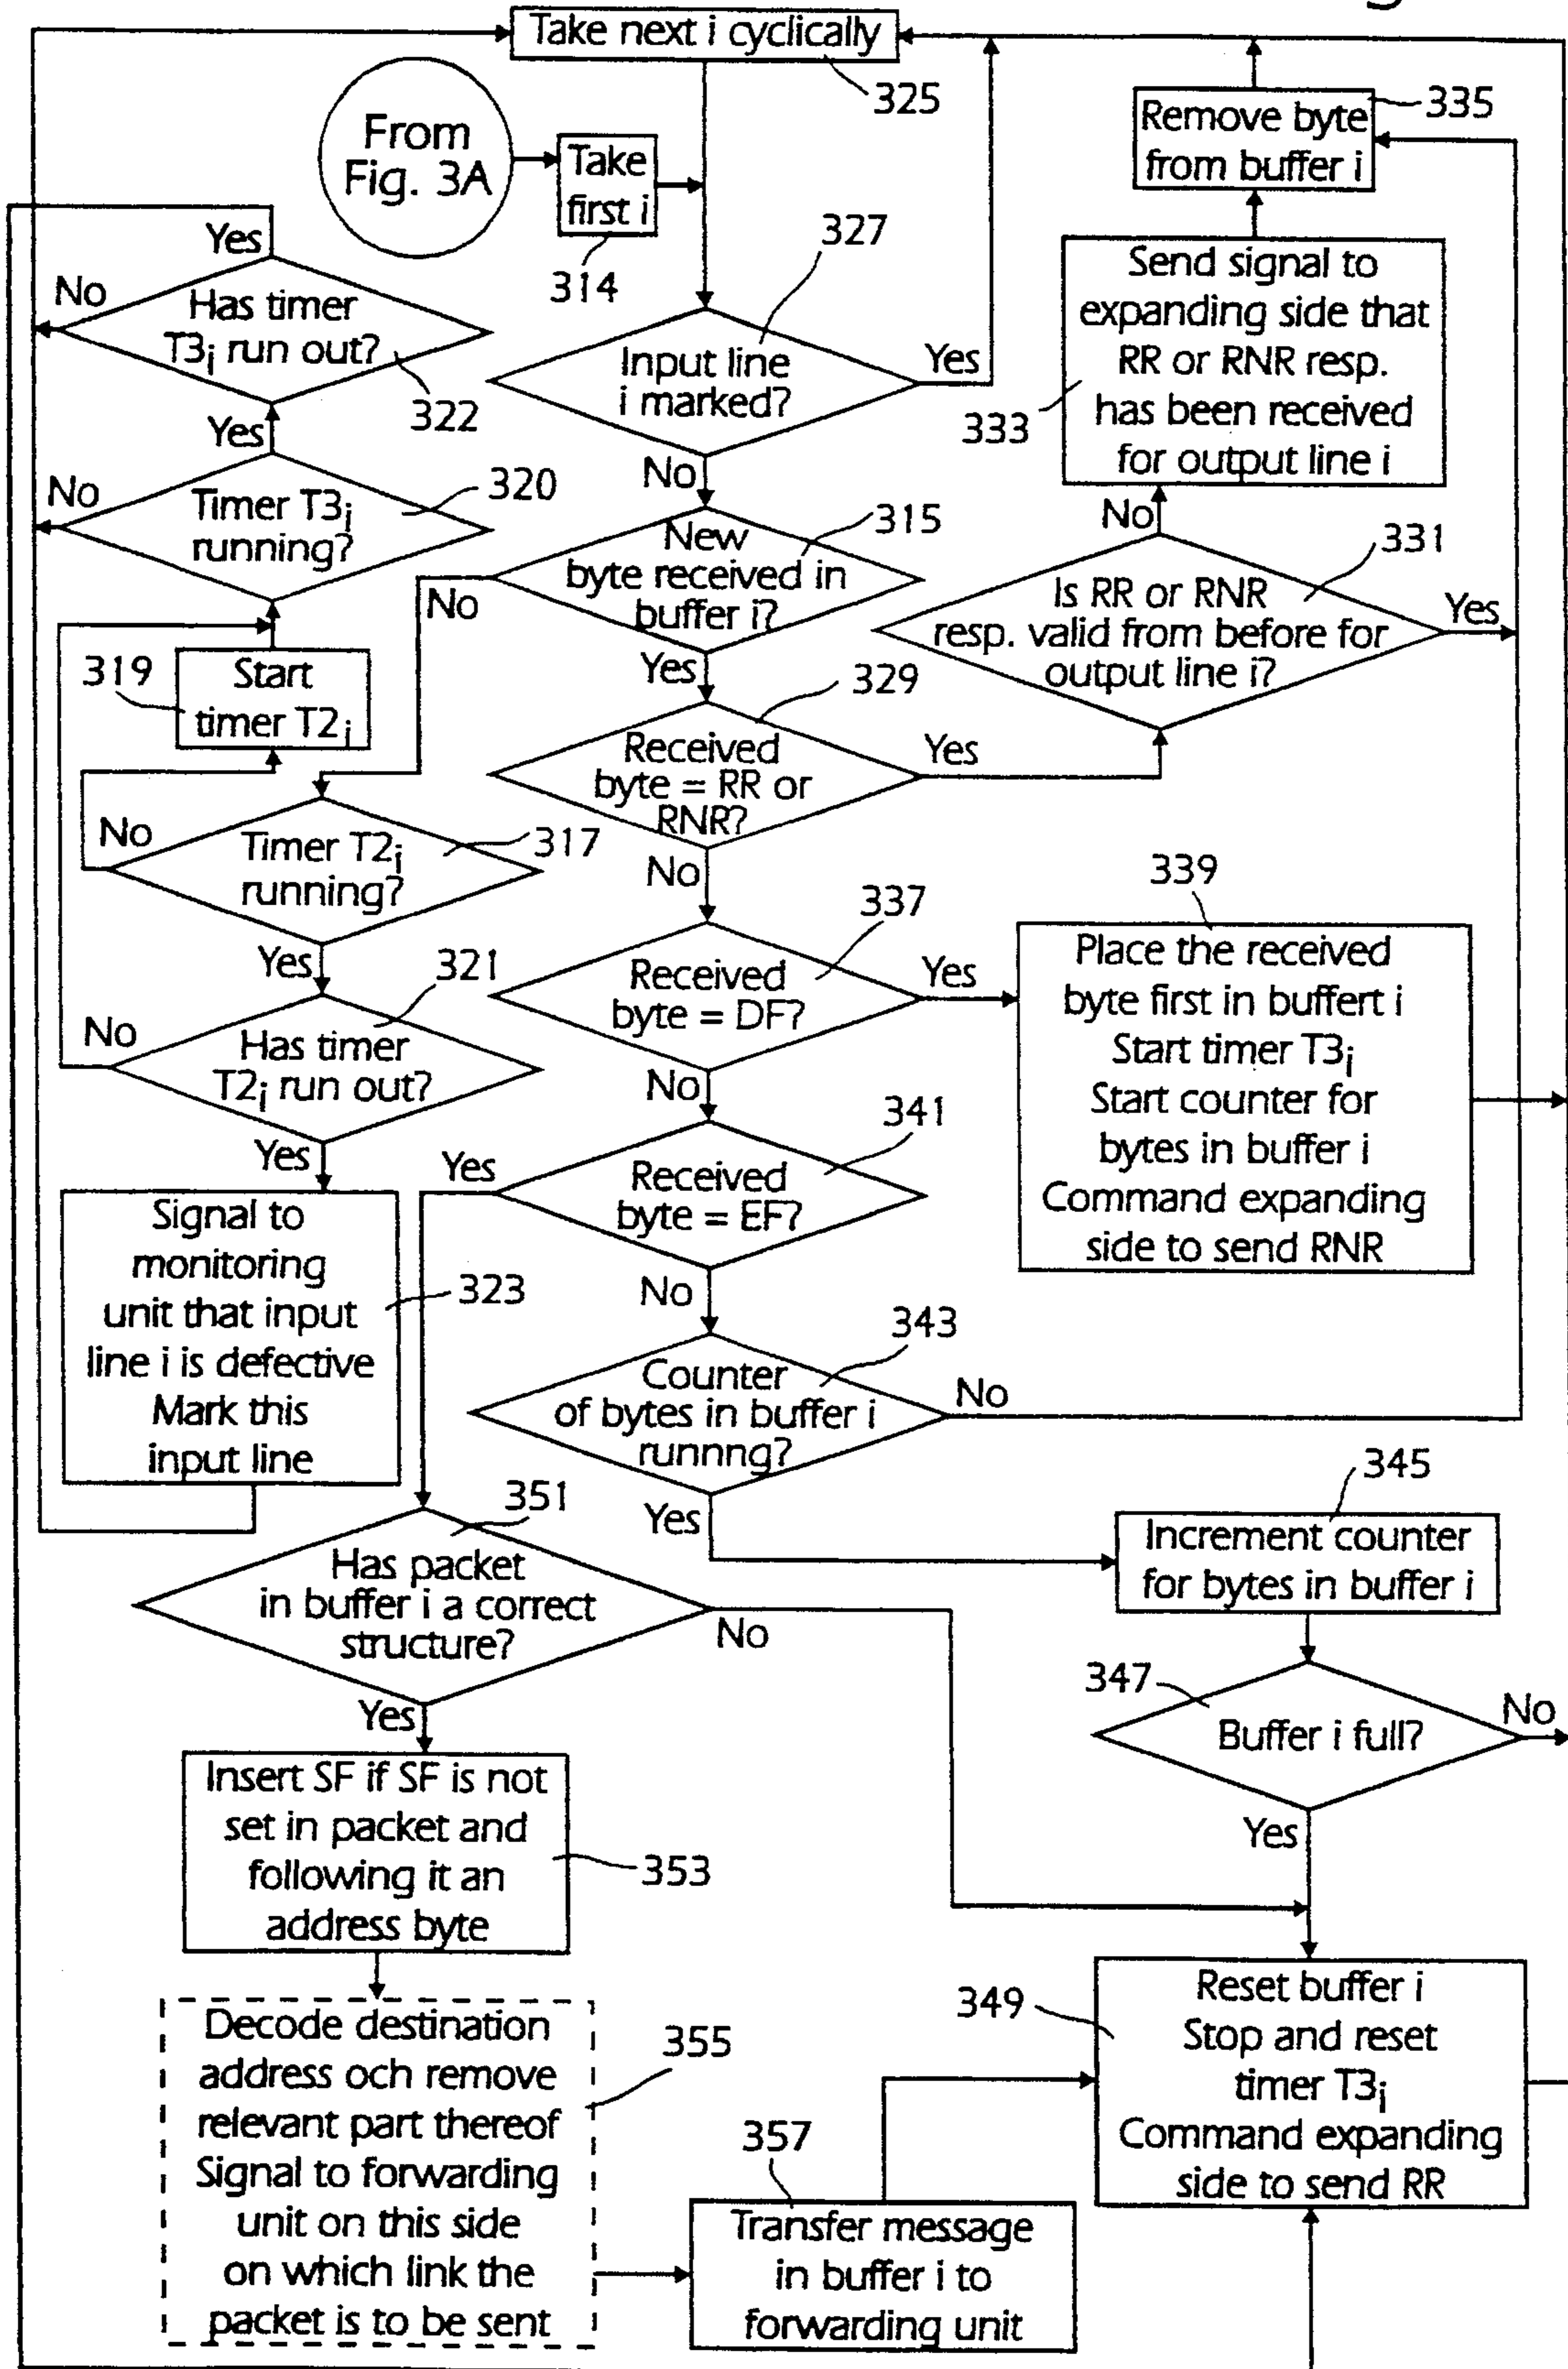 Take next i cyclically
325
From
Fig. 3A
Take
first i
314
335
Remove byte
from buffer i
327
Input line
i marked?
Yes
No
Send signal to
expanding side that
RR or RNR resp.
has been received
for output line i
333
Yes
No
Has timer
T3i run out?
322
Yes
No
Timer T3i
running?
320
New
byte received in
buffer i?
315
No
Yes
No
331
Is RR or RNR
resp. valid from before for
output line i?
Yes
319
Start
timer T2i
329
Received
byte = RR or
RNR?
Yes
No
No
Timer T2i
running?
317
Yes
337
Received
byte = DF?
Yes
No
339
Place the received
byte first in buffert i
Start timer T3i
Start counter for
bytes in buffer i
Command expanding
side to send RNR
321
No
Has timer
T2i run out?
Yes
341
Yes
Received
byte = EF?
No
Signal to
monitoring
unit that input
line i is defective
Mark this
input line
323
343
Counter
of bytes in buffer i
runnng?
No
Yes
345
Increment counter
for bytes in buffer i
351
Has packet
in buffer i a correct
structure?
No
Yes
347
Buffer i full?
No
Yes
Insert SF if SF is not
set in packet and
following it an
address byte
353
Decode destination
address och remove
relevant part thereof
Signal to forwarding
unit on this side
on which link the
packet is to be sent
355
357
Transfer message
in buffer i to
forwarding unit
349
Reset buffer i
Stop and reset
timer T3i
Command expanding
side to send RR